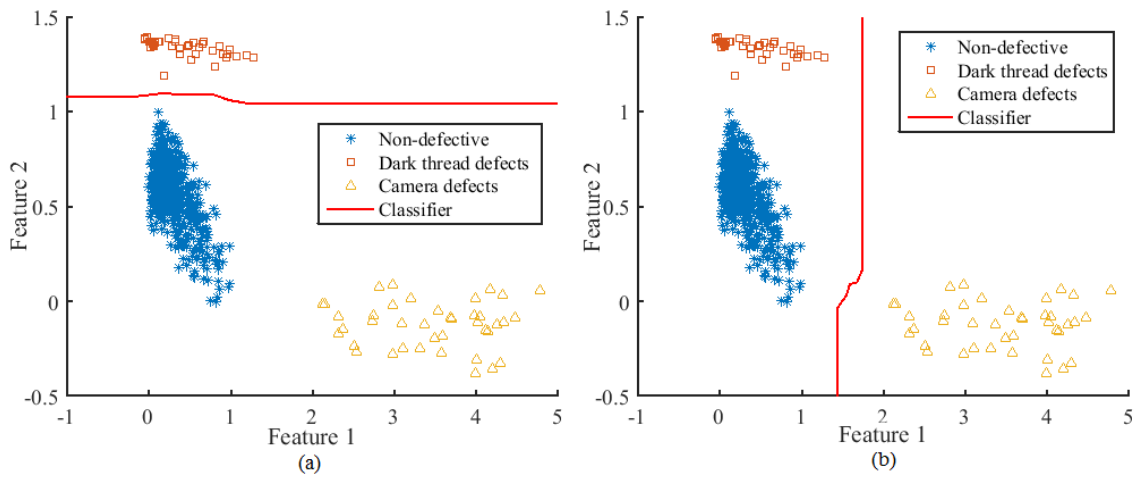 1.5
1
0.5
0
-0.5
-1
0
1
2
3
4
5
Feature 2
Feature 1
Non-defective
Dark thread defects
Camera defects
Classifier
(a)
1.5
1
0.5
0
-0.5
-1
0
1
2
3
4
5
Feature 2
Feature 1
Non-defective
Dark thread defects
Camera defects
Classifier
(b)